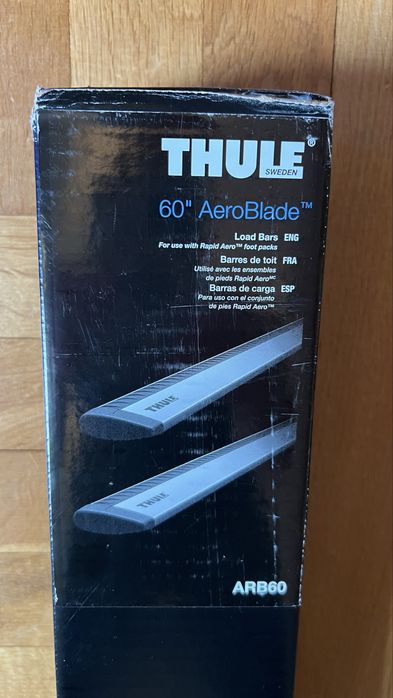 THULE®
SWEDEN
60" AeroBlade™
Load Bars ENG
For use with Rapid Aero™ foot packs
Barres de toit FRA
Utilisé avec les ensembles
de pieds Rapid Aero^MC
Barras de carga ESP
Para uso con el conjunto
de pies Rapid Aero™
THULE
THULE
ARB60